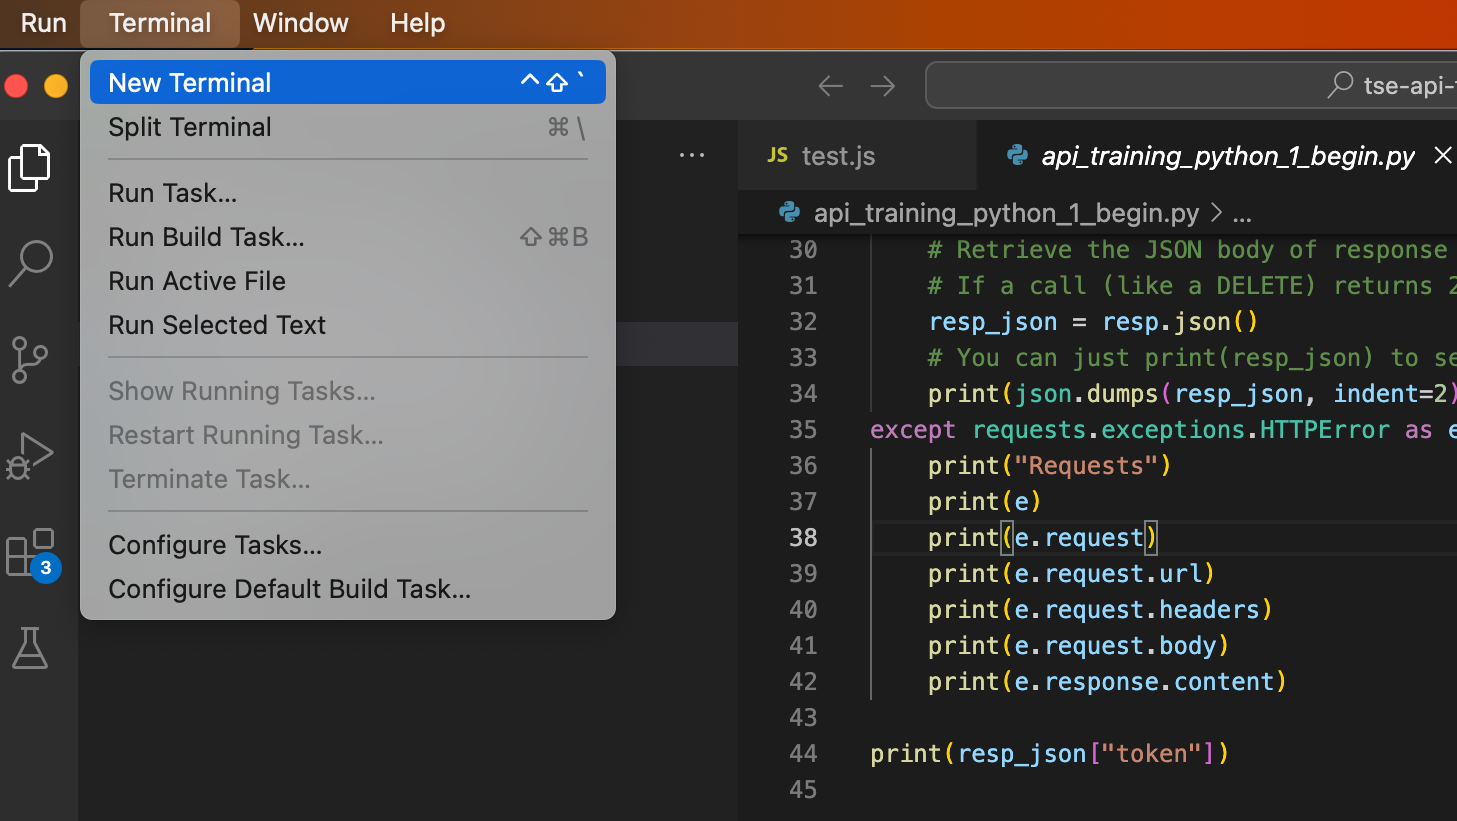 Run Terminal Window Help
New Terminal ^⇧`
Split Terminal ⌘\
Run Task...
Run Build Task... ⇧⌘B
Run Active File
Run Selected Text
Show Running Tasks...
Restart Running Task...
Terminate Task...
Configure Tasks...
Configure Default Build Task...
3
tse-api-
JS test.js
api_training_python_1_begin.py
api_training_python_1_begin.py > ...
30 # Retrieve the JSON body of response
31 # If a call (like a DELETE) returns 2
32 resp_json = resp.json()
33 # You can just print(resp_json) to se
34 print(json.dumps(resp_json, indent=2)
35 except requests.exceptions.HTTPError as e
36 print("Requests")
37 print(e)
38 print(e.request)
39 print(e.request.url)
40 print(e.request.headers)
41 print(e.request.body)
42 print(e.response.content)
43
44 print(resp_json["token"])
45